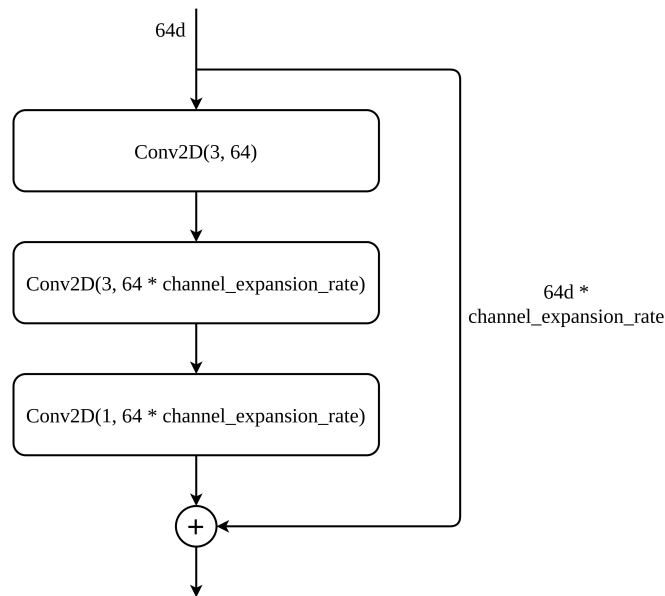 64d
Conv2D(3, 64)
Conv2D(3, 64 * channel_expansion_rate)
64d *
channel_expansion_rate
Conv2D(1, 64 * channel_expansion_rate)
+